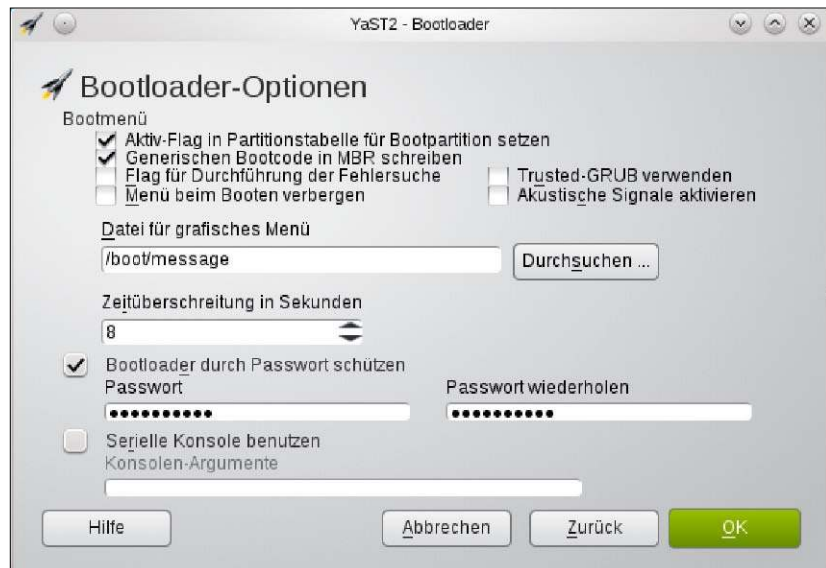 YaST2 - Bootloader
Bootloader-Optionen
Bootmenü
Aktiv-Flag in Partitionstabelle für Bootpartition setzen
Generischen Bootcode in MBR schreiben
Flag für Durchführung der Fehlersuche
Trusted-GRUB verwenden
Menü beim Booten verbergen
Akustische Signale aktivieren
Datei für grafisches Menü
/boot/message
Durchsuchen ...
Zeitüberschreitung in Sekunden
8
Bootloader durch Passwort schützen
Passwort
Passwort wiederholen
●●●●●●●●●●
●●●●●●●●●●
Serielle Konsole benutzen
Konsolen-Argumente
Hilfe
Abbrechen
Zurück
OK